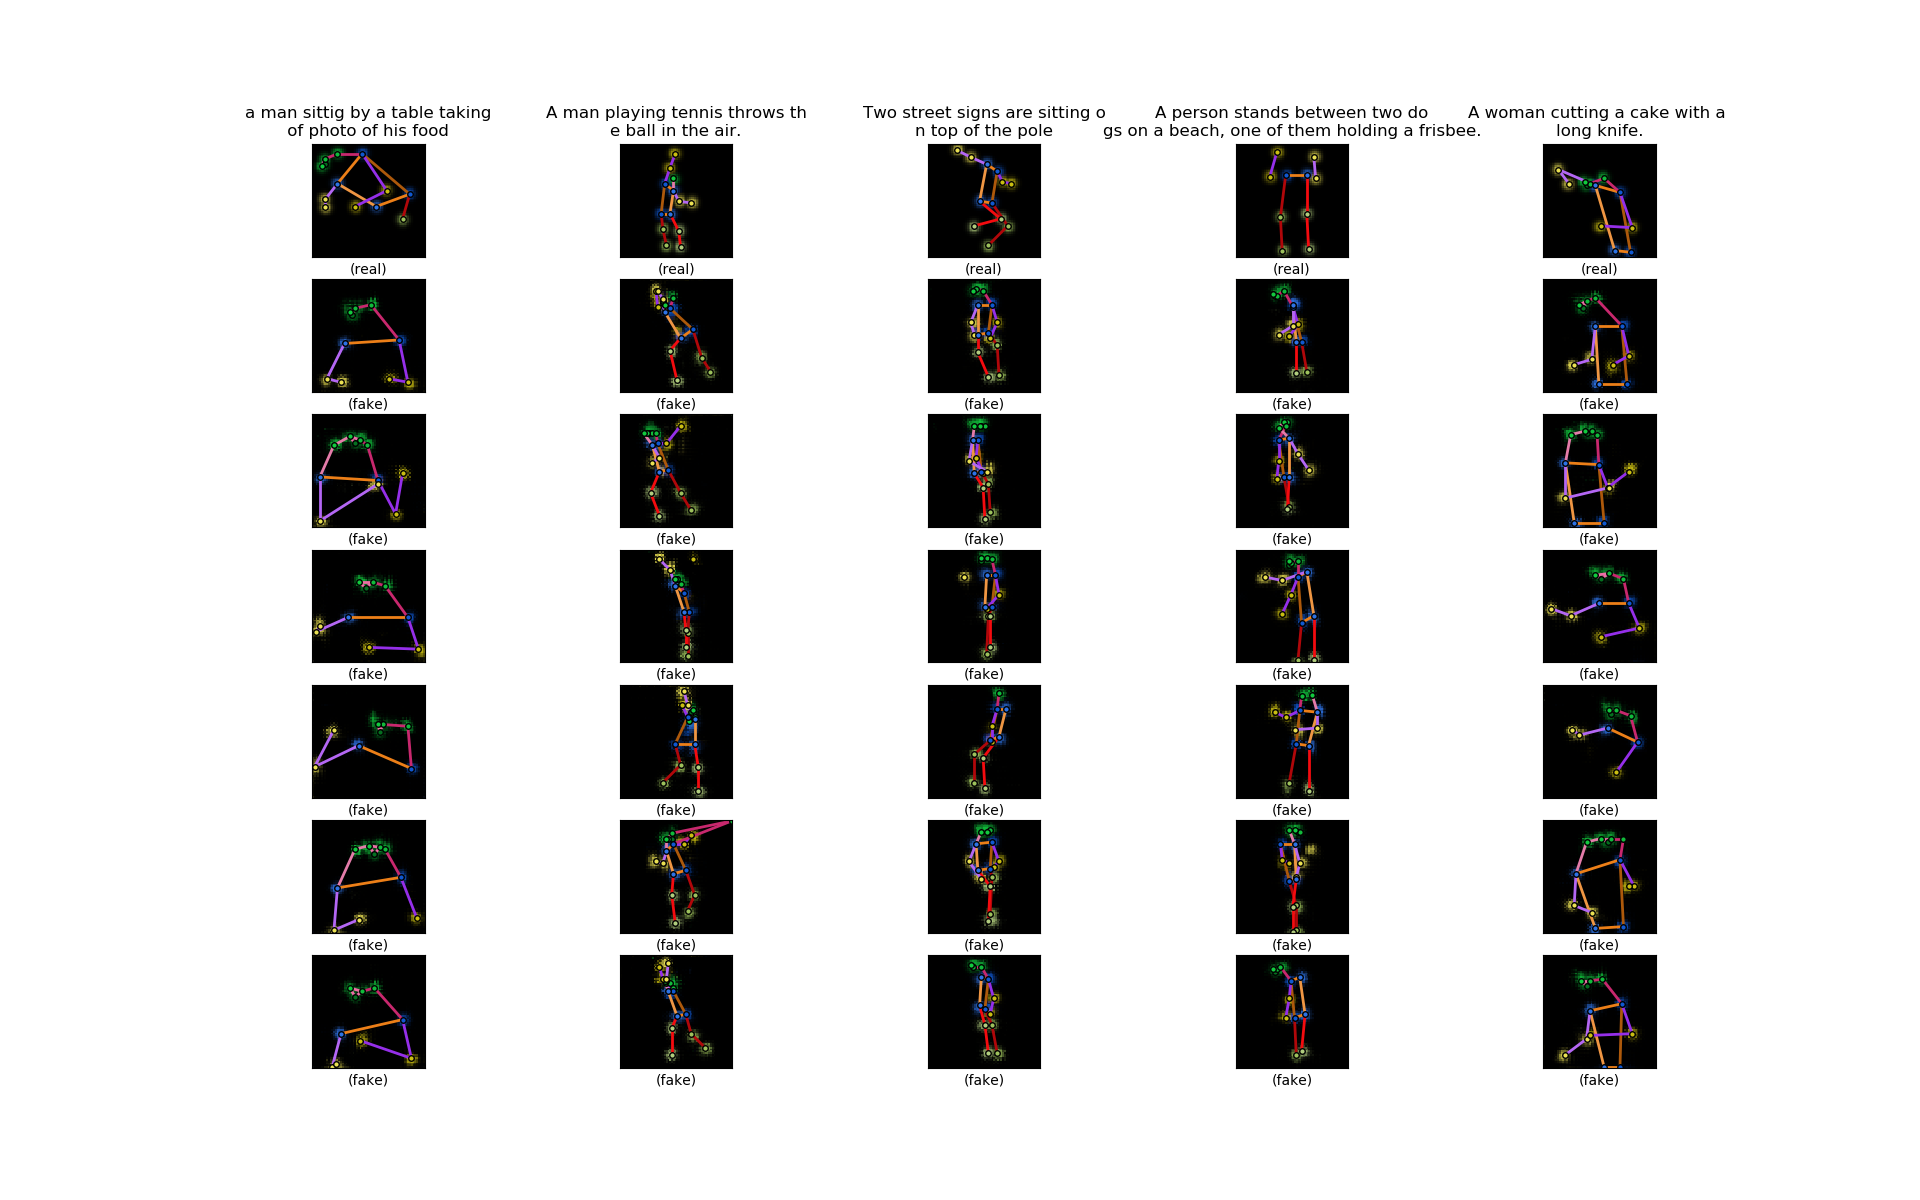 a man sittig by a table taking
of photo of his food
A man playing tennis throws th
e ball in the air.
Two street signs are sitting o
n top of the pole
A person stands between two do
gs on a beach, one of them holding a frisbee.
A woman cutting a cake with a
long knife.
(real) (real) (real) (real) (real)
(fake) (fake) (fake) (fake) (fake)
(fake) (fake) (fake) (fake) (fake)
(fake) (fake) (fake) (fake) (fake)
(fake) (fake) (fake) (fake) (fake)
(fake) (fake) (fake) (fake) (fake)
(fake) (fake) (fake) (fake) (fake)